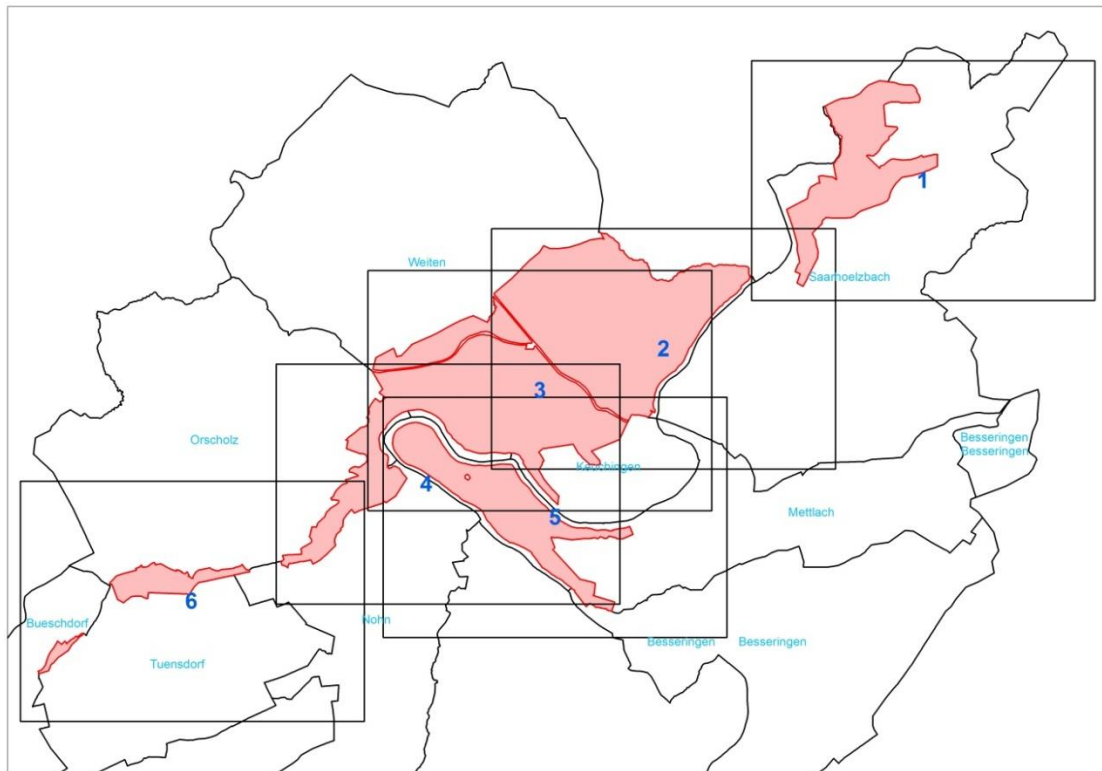 1
Weiten
Saarhoelzbach
2
3
Orscholz
Besseringen
Besseringen
Keuchingen
4
Mettlach
5
6
Bueschdorf
Nohn
Besseringen
Besseringen
Tuensdorf